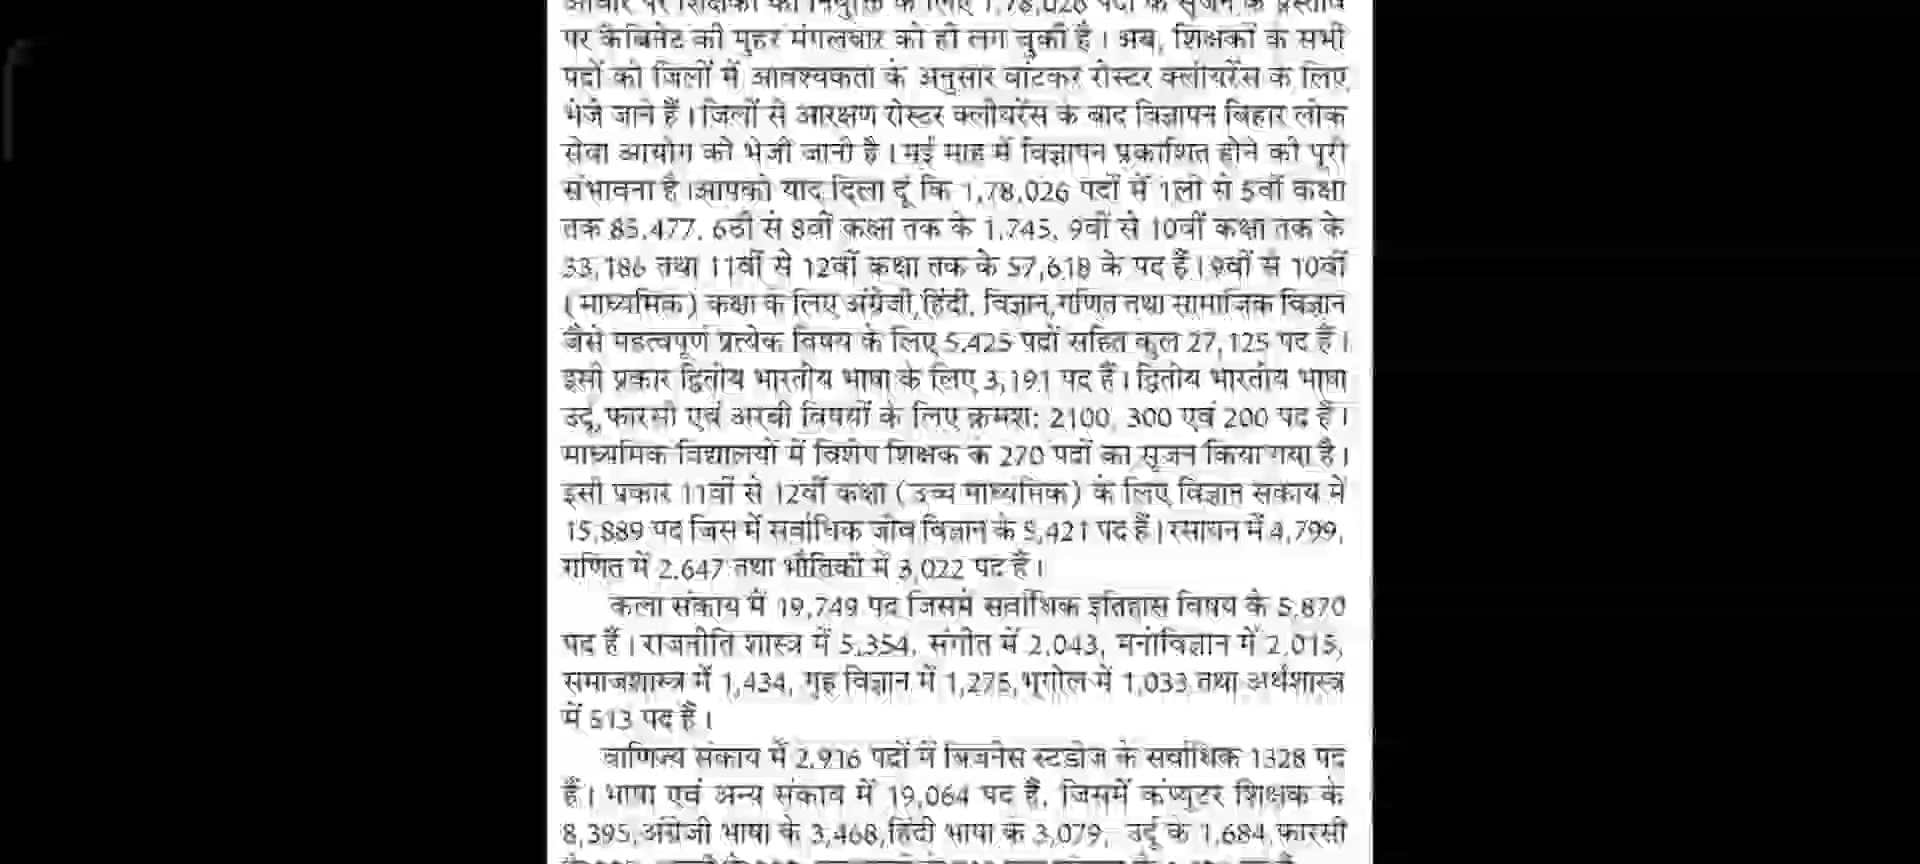 आधार पर शिक्षकों की नियुक्ति के लिए 1,78,026 पदों के सृजन के प्रस्ताव
पर कैबिनेट की मुहर मंगलवार को ही लग चुकी है। अब, शिक्षकों के सभी
पदों को जिलों में आवश्यकता के अनुसार बांटकर रोस्टर क्लीयरेंस के लिए
भेजे जाने हैं। जिलों से आरक्षण रोस्टर क्लीयरेंस के बाद विज्ञापन बिहार लोक
सेवा आयोग को भेजी जानी है। मई माह में विज्ञापन प्रकाशित होने की पूरी
संभावना है।आपको याद दिला दूं कि 1,78,026 पदों में 1ली से 5वीं कक्षा
तक 85,477, 6ठी से 8वीं कक्षा तक के 1,745, 9वीं से 10वीं कक्षा तक के
33,186 तथा 11वीं से 12वीं कक्षा तक के 57,618 के पद हैं। 9वीं से 10वीं
(माध्यमिक) कक्षा के लिए अंग्रेजी,हिंदी, विज्ञान,गणित तथा सामाजिक विज्ञान
जैसे महत्वपूर्ण प्रत्येक विषय के लिए 5,425 पदों सहित कुल 27,125 पद हैं।
इसी प्रकार द्वितीय भारतीय भाषा के लिए 3,191 पद हैं। द्वितीय भारतीय भाषा
उर्दू,फारसी एवं अरबी विषयों के लिए क्रमश: 2100, 300 एवं 200 पद हैं।
माध्यमिक विद्यालयों में विशेष शिक्षक के 270 पदों का सृजन किया गया है।
इसी प्रकार 11वीं से 12वीं कक्षा (उच्च माध्यमिक) के लिए विज्ञान संकाय में
15,889 पद जिस में सर्वाधिक जीव विज्ञान के 5,421 पद हैं। रसायन में 4,799,
गणित में 2,647 तथा भौतिकी में 3,022 पद हैं।
कला संकाय में 19,749 पद जिसमें सर्वाधिक इतिहास विषय के 5,870
पद हैं। राजनीति शास्त्र में 5,354, संगीत में 2,043, मनोविज्ञान में 2,015,
समाजशास्त्र में 1,434, गृह विज्ञान में 1,275,भूगोल में 1,033 तथा अर्थशास्त्र
में 513 पद हैं।
वाणिज्य संकाय में 2,916 पदों में बिजनेस स्टडीज के सर्वाधिक 1328 पद
हैं। भाषा एवं अन्य संकाय में 19,064 पद हैं, जिसमें कंप्यूटर शिक्षक के
8,395,अंग्रेजी भाषा के 3,468,हिंदी भाषा के 3,079, उर्दू के 1,684,फारसी